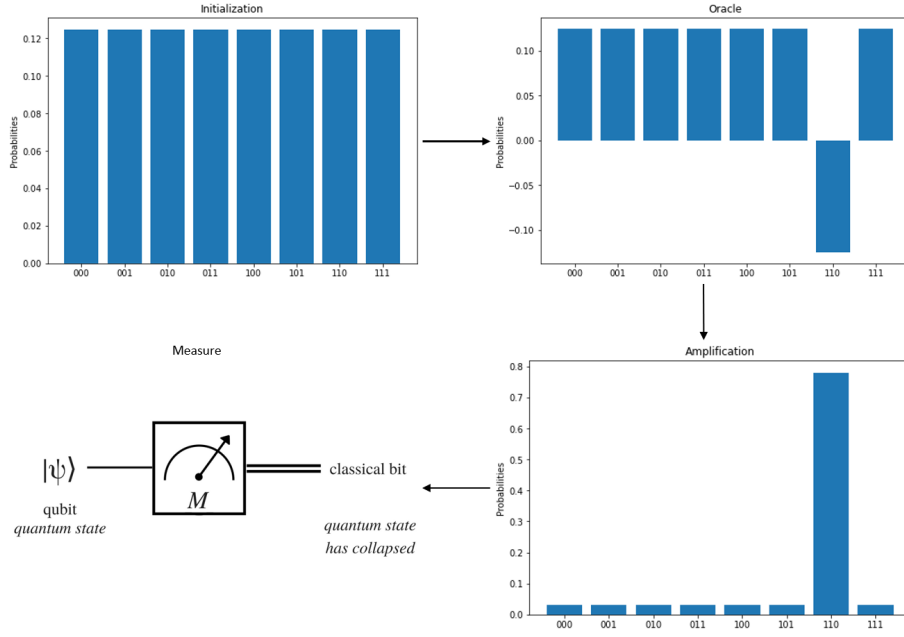 Initialization
Probabilities
0.12
0.10
0.08
0.06
0.04
0.02
0.00
000 001 010 011 100 101 110 111
Oracle
Probabilities
0.10
0.05
0.00
−0.05
−0.10
000 001 010 011 100 101 110 111
Amplification
Probabilities
0.8
0.7
0.6
0.5
0.4
0.3
0.2
0.1
0.0
000 001 010 011 100 101 110 111
Measure
|ψ⟩
qubit
quantum state
M
classical bit
quantum state
has collapsed